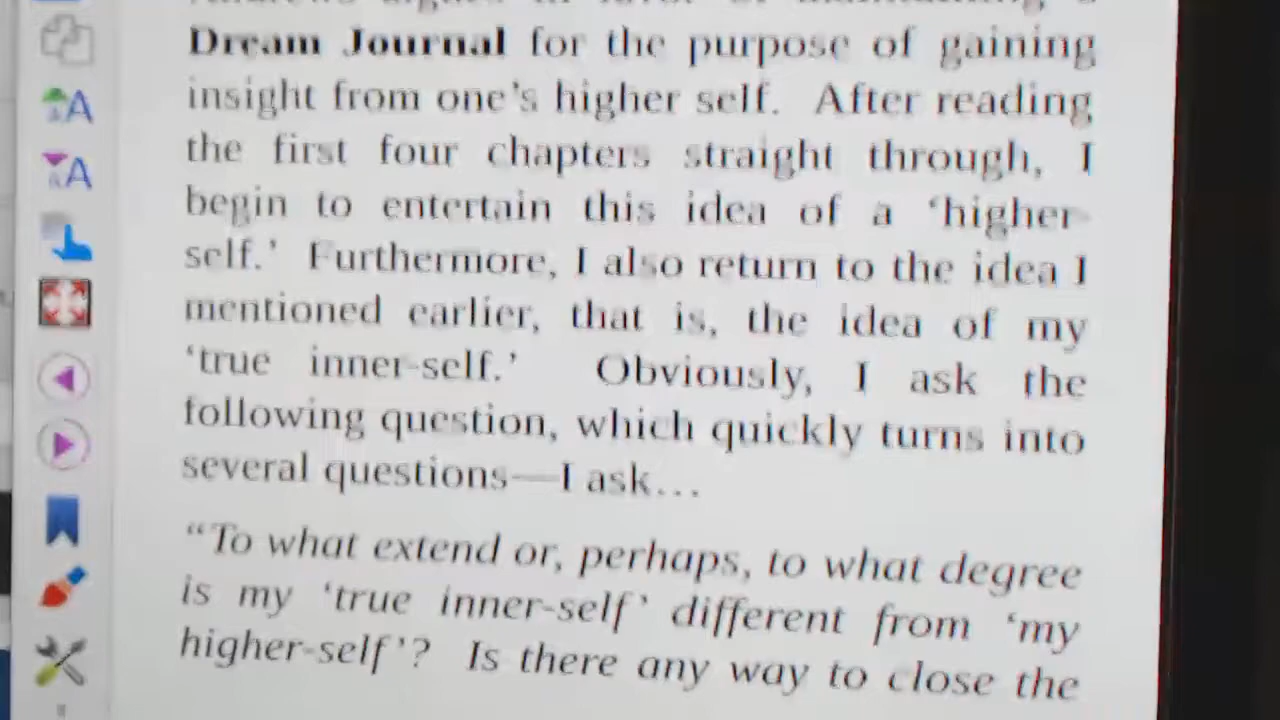 Dream Journal for the purpose of gaining
insight from one's higher self.  After reading
the first four chapters straight through, I
begin to entertain this idea of a 'higher-
self.'  Furthermore, I also return to the idea I
mentioned earlier, that is, the idea of my
'true inner-self.'  Obviously, I ask the
following question, which quickly turns into
several questions—I ask...
"To what extend or, perhaps, to what degree
is my 'true inner-self' different from 'my
higher-self'?  Is there any way to close the